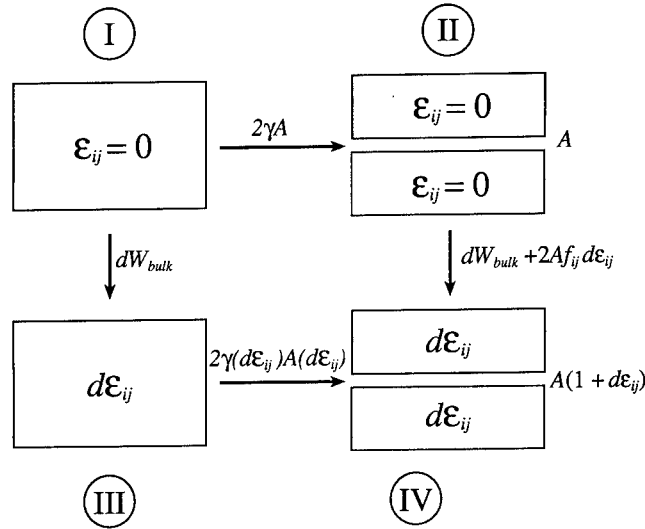 I
II
ε_ij = 0
2γA
ε_ij = 0
A
ε_ij = 0
dW_bulk
dW_bulk + 2Af_ij dε_ij
dε_ij
2γ(dε_ij)A(dε_ij)
dε_ij
A(1 + dε_ij)
dε_ij
III
IV